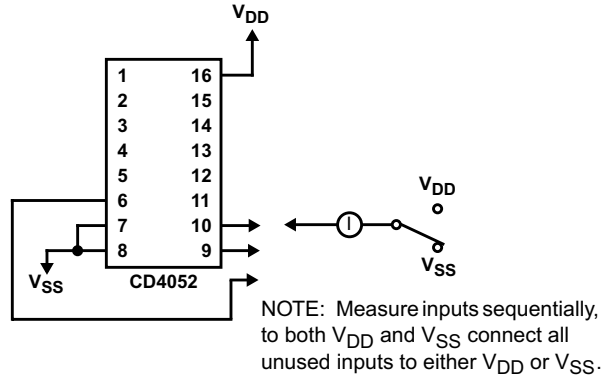 VDD
1 16
2 15
3 14
4 13
5 12
6 11
7 10
8 9
VSS
CD4052
I
VDD
VSS
NOTE: Measure inputs sequentially,
to both VDD and VSS connect all
unused inputs to either VDD or VSS.